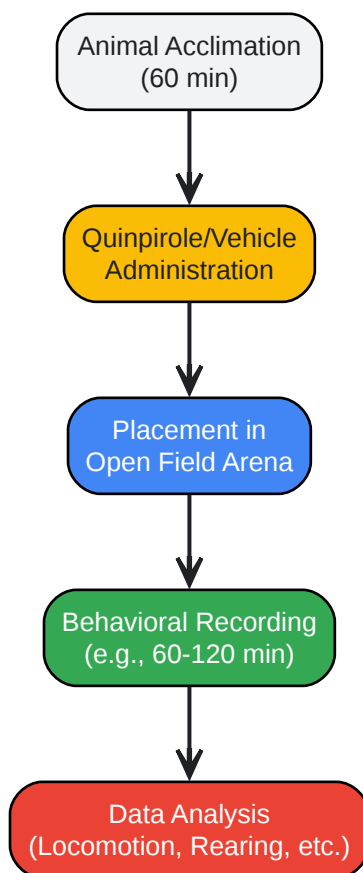 Animal Acclimation
(60 min)
Quinpirole/Vehicle
Administration
Placement in
Open Field Arena
Behavioral Recording
(e.g., 60-120 min)
Data Analysis
(Locomotion, Rearing, etc.)